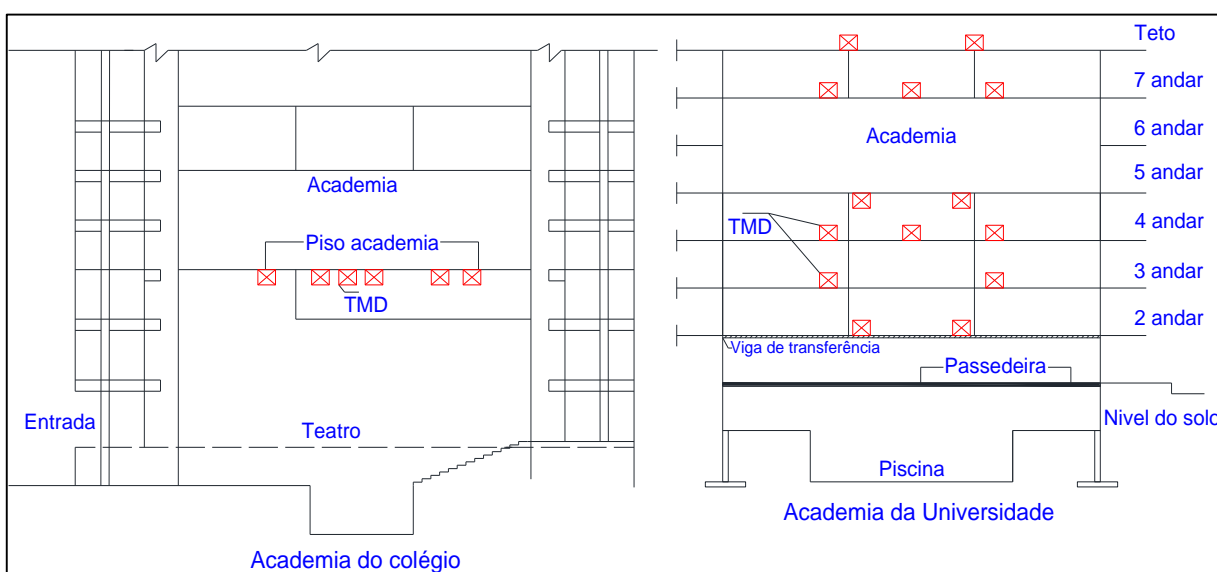 Academia
Piso academia
TMD
Entrada
Teatro
Academia do colégio
Teto
7 andar
6 andar
Academia
5 andar
4 andar
TMD
3 andar
2 andar
Viga de transferência
Passedeira
Nivel do solo
Piscina
Academia da Universidade